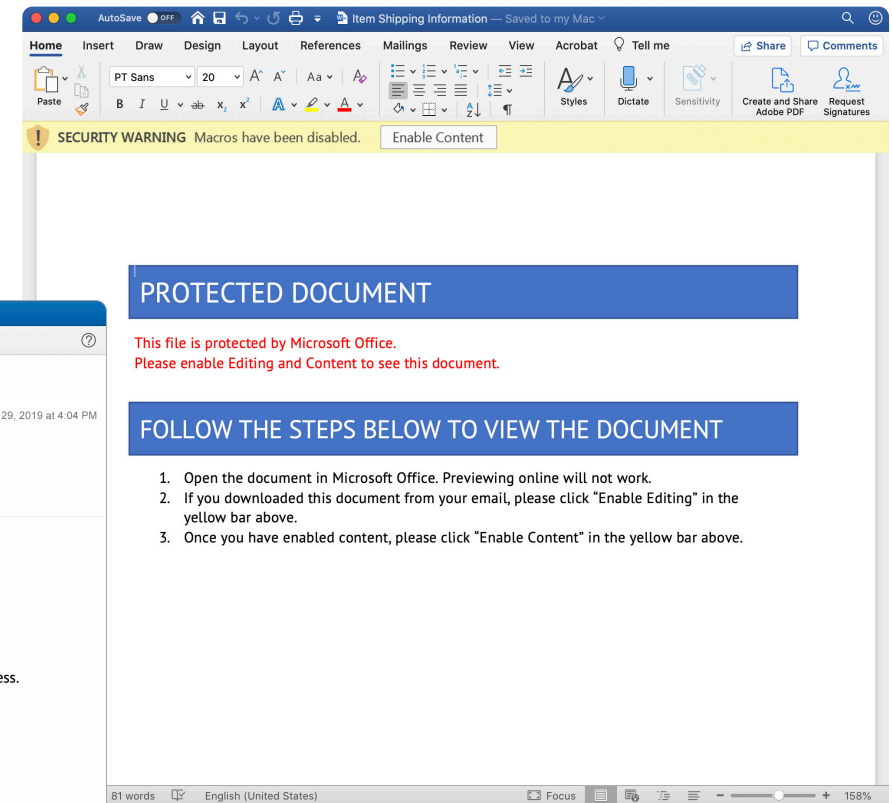 AutoSave OFF Item Shipping Information — Saved to my Mac
Home Insert Draw Design Layout References Mailings Review View Acrobat Tell me Share Comments
PT Sans 20 A^ Aˇ Aa A
Paste B I U ab x₂ x² A A Styles Dictate Sensitivity Create and Share Adobe PDF Request Signatures
SECURITY WARNING Macros have been disabled. Enable Content
PROTECTED DOCUMENT
This file is protected by Microsoft Office.
Please enable Editing and Content to see this document.
29, 2019 at 4:04 PM
FOLLOW THE STEPS BELOW TO VIEW THE DOCUMENT
1. Open the document in Microsoft Office. Previewing online will not work.
2. If you downloaded this document from your email, please click “Enable Editing” in the
yellow bar above.
3. Once you have enabled content, please click “Enable Content” in the yellow bar above.
ess.
81 words English (United States) Focus 158%